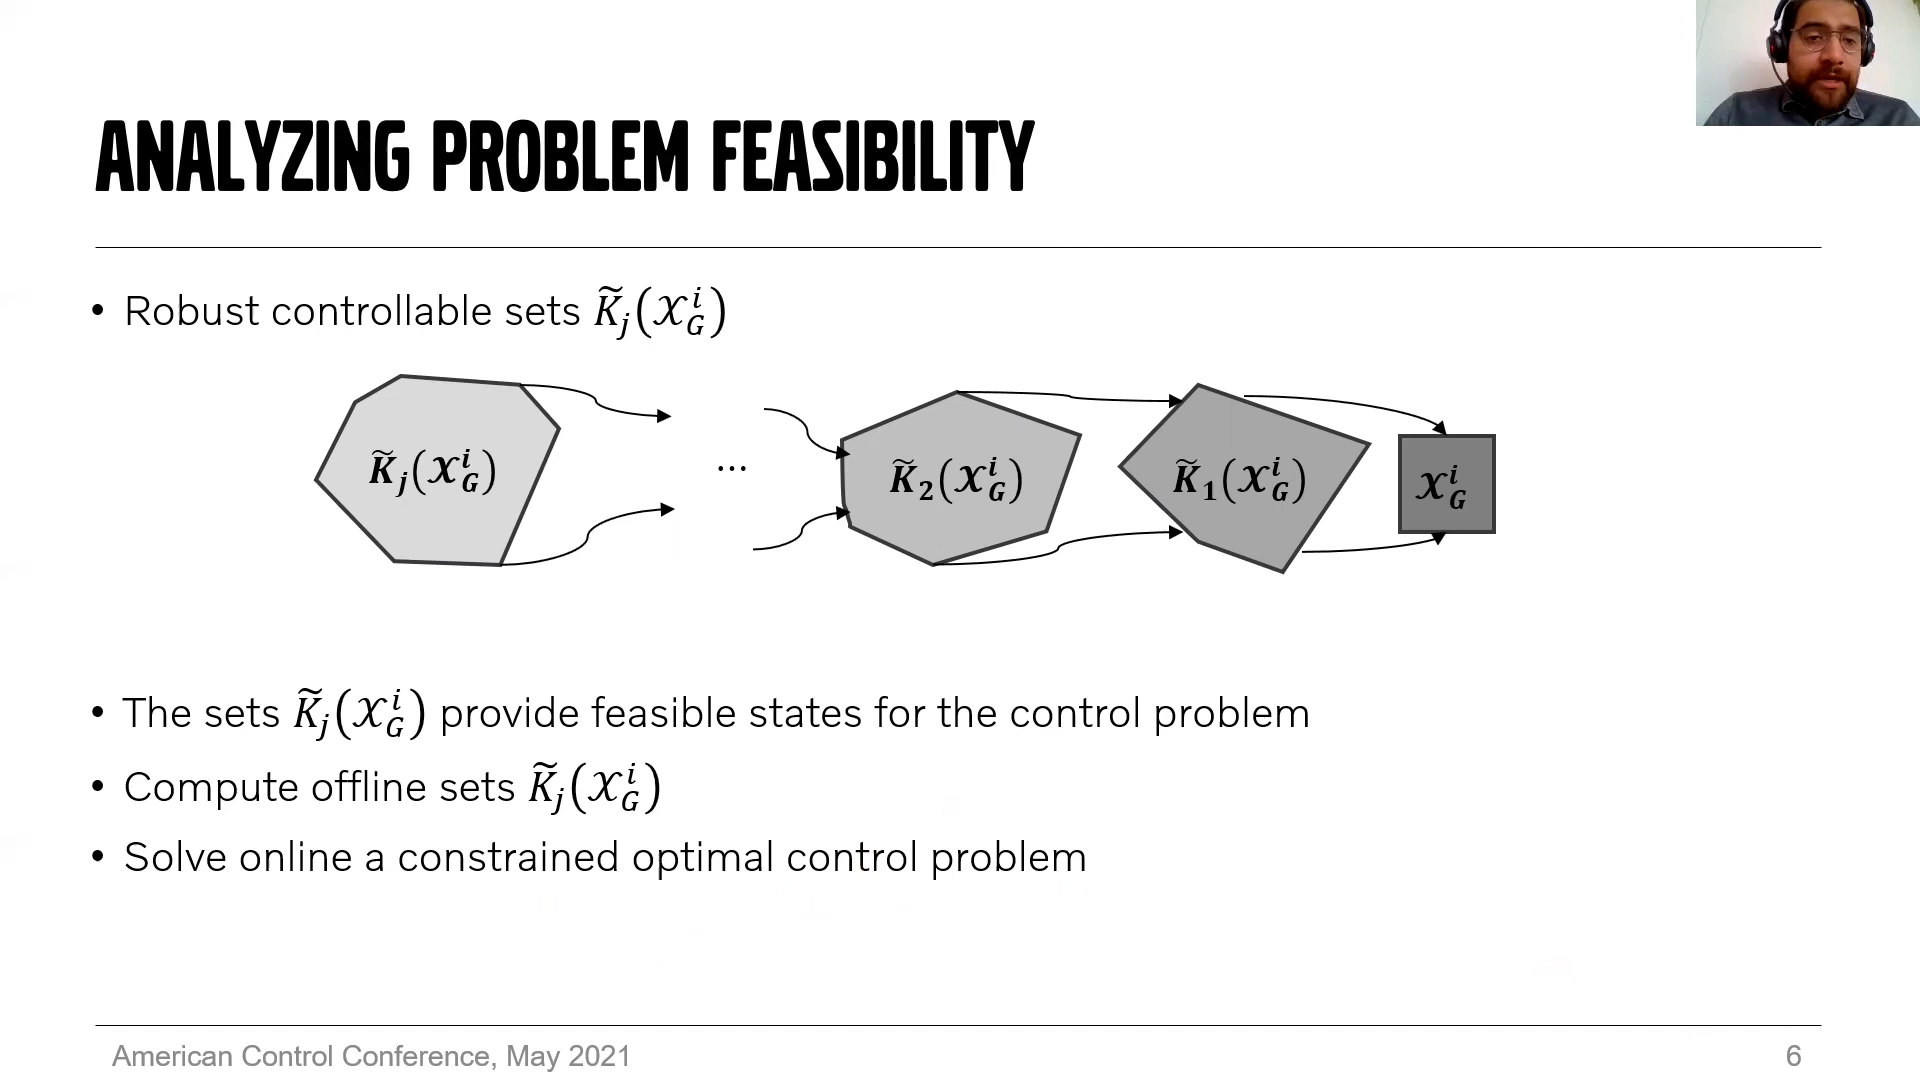 ANALYZING PROBLEM FEASIBILITY
• Robust controllable sets K̃ⱼ(𝒳ᴳⁱ)
K̃ⱼ(𝒳ᴳⁱ)
...
K̃₂(𝒳ᴳⁱ)
K̃₁(𝒳ᴳⁱ)
𝒳ᴳⁱ
• The sets K̃ⱼ(𝒳ᴳⁱ) provide feasible states for the control problem
• Compute offline sets K̃ⱼ(𝒳ᴳⁱ)
• Solve online a constrained optimal control problem
American Control Conference, May 2021
6